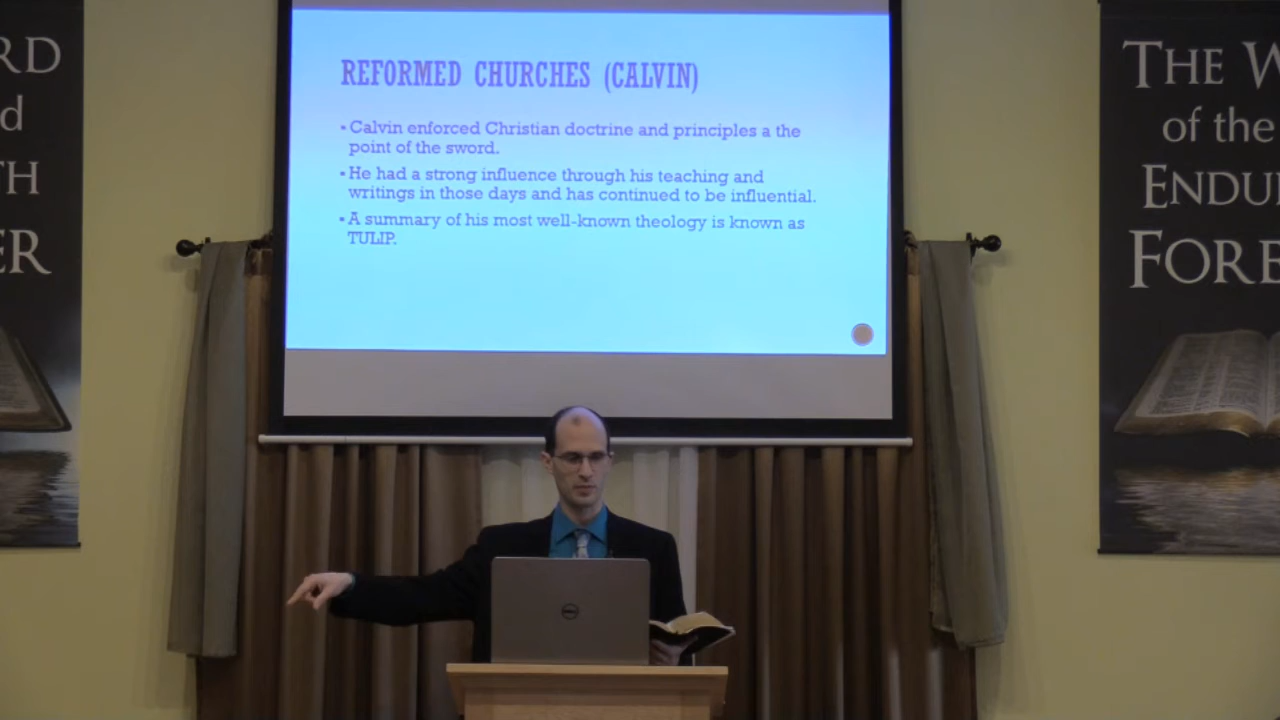 RD
d
TH
ER
REFORMED CHURCHES (CALVIN)
▪ Calvin enforced Christian doctrine and principles a the
point of the sword.
▪ He had a strong influence through his teaching and
writings in those days and has continued to be influential.
▪ A summary of his most well-known theology is known as
TULIP.
THE W
of the
ENDU
FORE
DELL